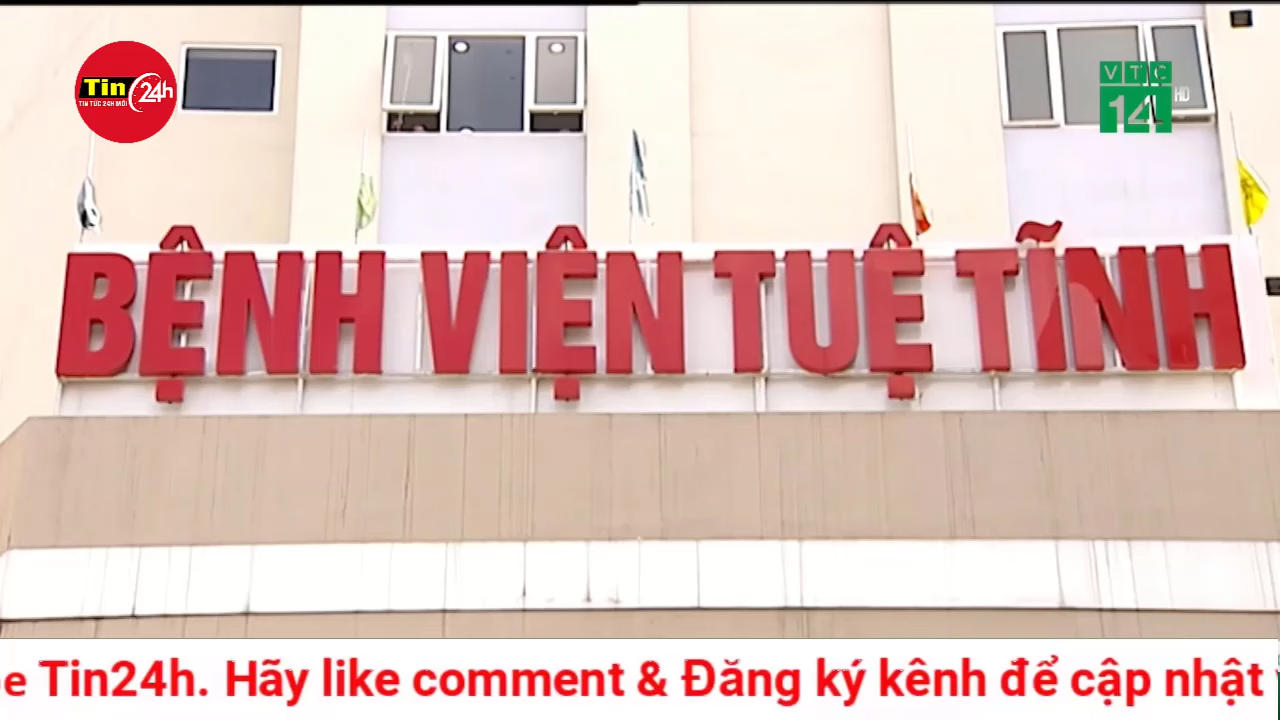 Tin 24h
TIN TỨC 24H MỚI
VTC
14 HD
BỆNH VIỆN TUỆ TĨNH
Tin24h. Hãy like comment & Đăng ký kênh để cập nhật